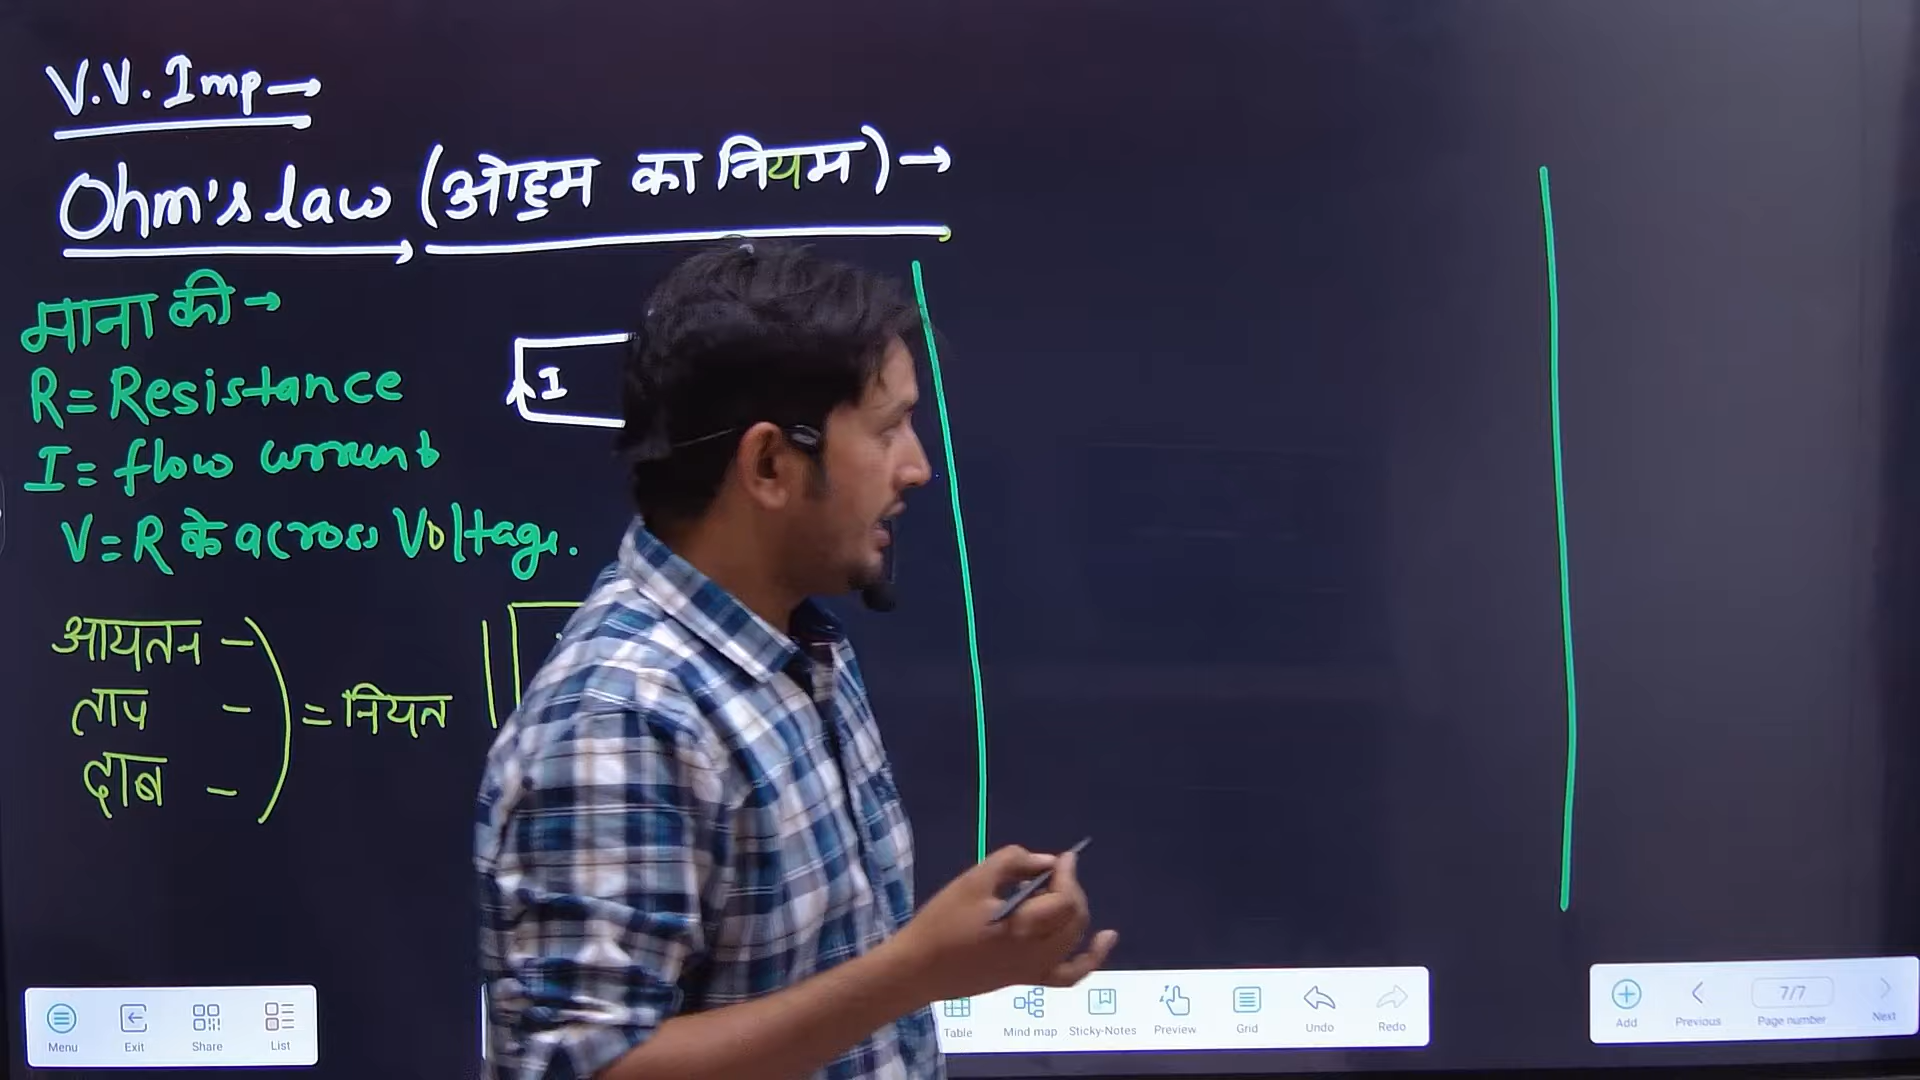 V.V. Imp→
Ohm's law (ओह्म का नियम)→
माना की→
R=Resistance
I
I= flow current
V=R के across Voltage.
आयतन -
ताप -
दाब -
= नियत
Menu
Exit
Share
List
Table
Mind map
Sticky-Notes
Preview
Grid
Undo
Redo
Add
Previous
7/7
Page number
Next